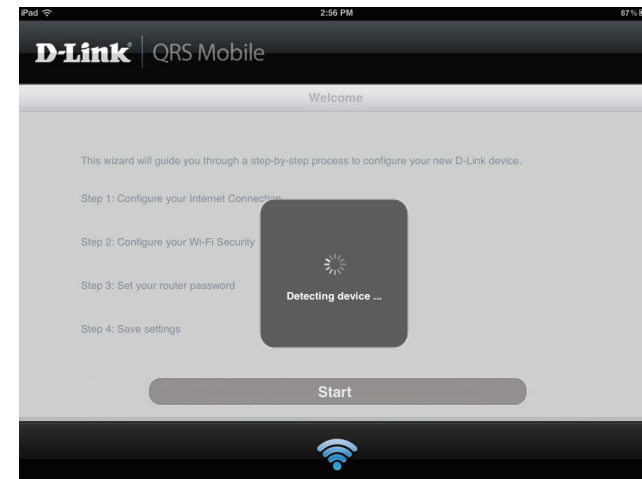 iPad
2:56 PM
87%
D-Link
QRS Mobile
Welcome
This wizard will guide you through a step-by-step process to configure your new D-Link device.
Step 1: Configure your Internet Connection
Step 2: Configure your Wi-Fi Security
Step 3: Set your router password
Detecting device ...
Step 4: Save settings
Start